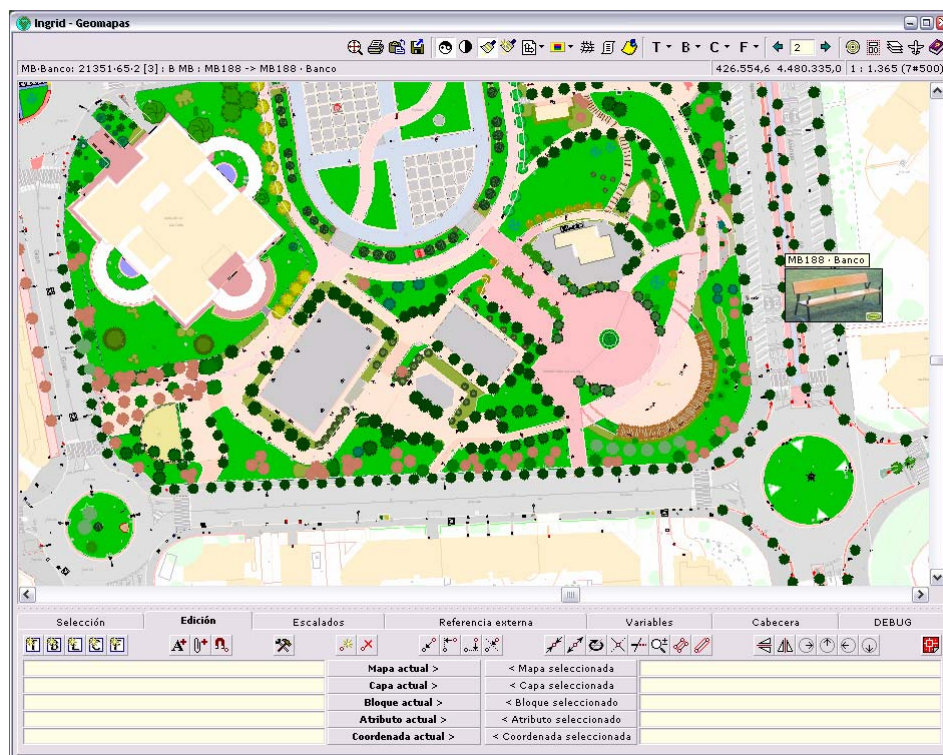 Ingrid - Geomapas
T · B · C · F · 2
MB·Banco: 21351·65·2 [3] : B MB : MB188 -> MB188 · Banco 426.554,6 4.480.335,0 1 : 1.365 (7#500)
MB188 · Banco
Selección Edición Escalados Referencia externa Variables Cabecera DEBUG
T B L C F
Mapa actual > < Mapa seleccionada
Capa actual > < Capa seleccionada
Bloque actual > < Bloque seleccionado
Atributo actual > < Atributo seleccionado
Coordenada actual > < Coordenada seleccionada